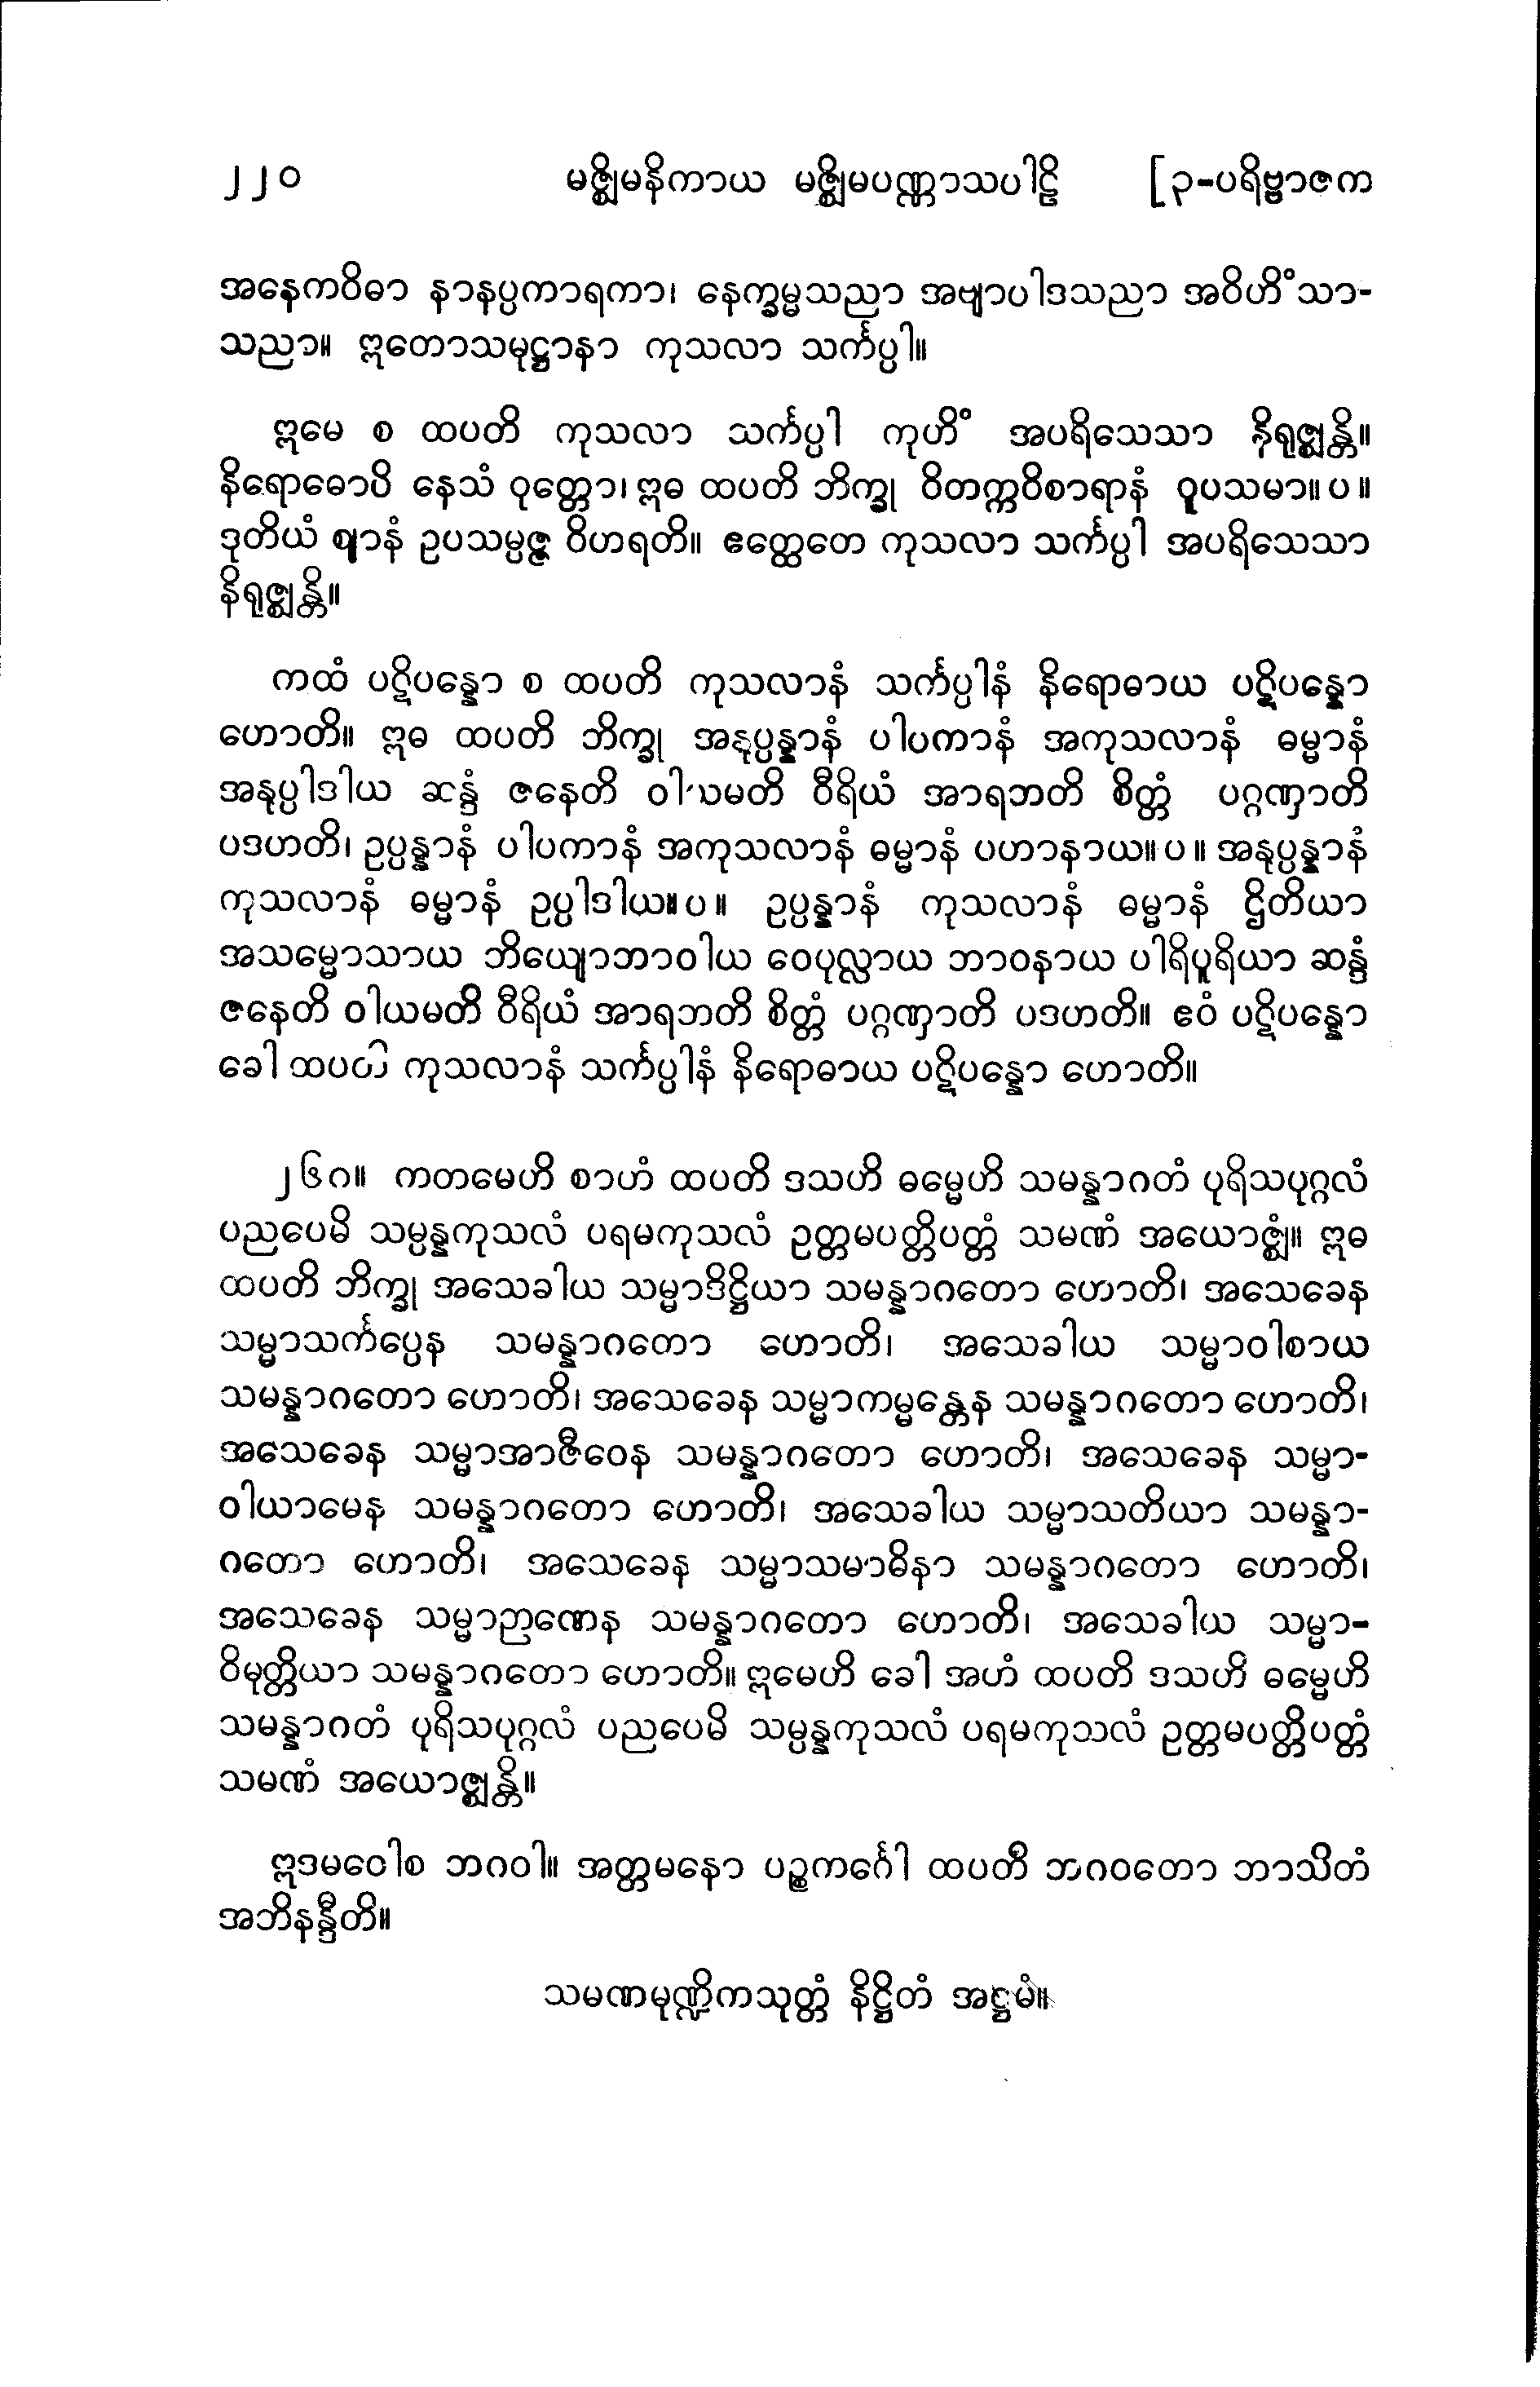 ၂၂၀ မဇ္ဈိမနိကာယ မဇ္ဈိမပဏ္ဏာသပါဠိ [၃-ပရိဗ္ဗာဇက
အနေကဝိဓာ နာနပ္ပကာရကာ၊ နေက္ခမ္မသညာ အဗျာပါဒသညာ အဝိဟိံသာ-
သညာ။ ဣတောသမုဋ္ဌာနာ ကုသလာ သင်္ကပ္ပါ။
ဣမေ စ ထပတိ ကုသလာ သင်္ကပ္ပါ ကုဟိံ အပရိသေသာ နိရုဇ္ဈန္တိ။
နိရောဓောပိ နေသံ ဝုတ္တော၊ ဣဓ ထပတိ ဘိက္ခု ဝိတက္ကဝိစာရာနံ ဝူပသမာ။ ပ ။
ဒုတိယံ ဈာနံ ဥပသမ္ပဇ္ဇ ဝိဟရတိ။ ဧတ္ထေတေ ကုသလာ သင်္ကပ္ပါ အပရိသေသာ
နိရုဇ္ဈန္တိ။
ကထံ ပဋိပန္နော စ ထပတိ ကုသလာနံ သင်္ကပ္ပါနံ နိရောဓာယ ပဋိပန္နော
ဟောတိ။ ဣဓ ထပတိ ဘိက္ခု အနုပ္ပန္နာနံ ပါပကာနံ အကုသလာနံ ဓမ္မာနံ
အနုပ္ပါဒါယ ဆန္ဒံ ဇနေတိ ဝါယမတိ ဝီရိယံ အာရဘတိ စိတ္တံ ပဂ္ဂဏှာတိ
ပဒဟတိ၊ ဥပ္ပန္နာနံ ပါပကာနံ အကုသလာနံ ဓမ္မာနံ ပဟာနာယ။ ပ ။ အနုပ္ပန္နာနံ
ကုသလာနံ ဓမ္မာနံ ဥပ္ပါဒါယ။ ပ ။ ဥပ္ပန္နာနံ ကုသလာနံ ဓမ္မာနံ ဌိတိယာ
အသမ္မောသာယ ဘိယျောဘာဝါယ ဝေပုလ္လာယ ဘာဝနာယ ပါရိပူရိယာ ဆန္ဒံ
ဇနေတိ ဝါယမတိ ဝီရိယံ အာရဘတိ စိတ္တံ ပဂ္ဂဏှာတိ ပဒဟတိ။ ဧဝံ ပဋိပန္နော
ခေါ ထပတိ ကုသလာနံ သင်္ကပ္ပါနံ နိရောဓာယ ပဋိပန္နော ဟောတိ။
၂၆၈။ ကတမေဟိ စာဟံ ထပတိ ဒသဟိ ဓမ္မေဟိ သမန္နာဂတံ ပုရိသပုဂ္ဂလံ
ပညပေမိ သမ္ပန္နကုသလံ ပရမကုသလံ ဥတ္တမပတ္တိပတ္တံ သမဏံ အယောဇ္ဈံ။ ဣဓ
ထပတိ ဘိက္ခု အသေခါယ သမ္မာဒိဋ္ဌိယာ သမန္နာဂတော ဟောတိ၊ အသေခေန
သမ္မာသင်္ကပ္ပေန သမန္နာဂတော ဟောတိ၊ အသေခါယ သမ္မာဝါစာယ
သမန္နာဂတော ဟောတိ၊ အသေခေန သမ္မာကမ္မန္တေန သမန္နာဂတော ဟောတိ၊
အသေခေန သမ္မာအာဇီဝေန သမန္နာဂတော ဟောတိ၊ အသေခေန သမ္မာ-
ဝါယာမေန သမန္နာဂတော ဟောတိ၊ အသေခါယ သမ္မာသတိယာ သမန္နာ-
ဂတော ဟောတိ၊ အသေခေန သမ္မာသမာဓိနာ သမန္နာဂတော ဟောတိ၊
အသေခေန သမ္မာဉာဏေန သမန္နာဂတော ဟောတိ၊ အသေခါယ သမ္မာ-
ဝိမုတ္တိယာ သမန္နာဂတော ဟောတိ။ ဣမေဟိ ခေါ အဟံ ထပတိ ဒသဟိ ဓမ္မေဟိ
သမန္နာဂတံ ပုရိသပုဂ္ဂလံ ပညပေမိ သမ္ပန္နကုသလံ ပရမကုသလံ ဥတ္တမပတ္တိပတ္တံ
သမဏံ အယောဇ္ဈန္တိ။
ဣဒမဝေါစ ဘဂဝါ။ အတ္တမနော ပဉ္စကင်္ဂေါ ထပတိ ဘဂဝတော ဘာသိတံ
အဘိနန္ဒီတိ။
သမဏမုဏ္ဍိကသုတ္တံ နိဋ္ဌိတံ အဋ္ဌမံ။